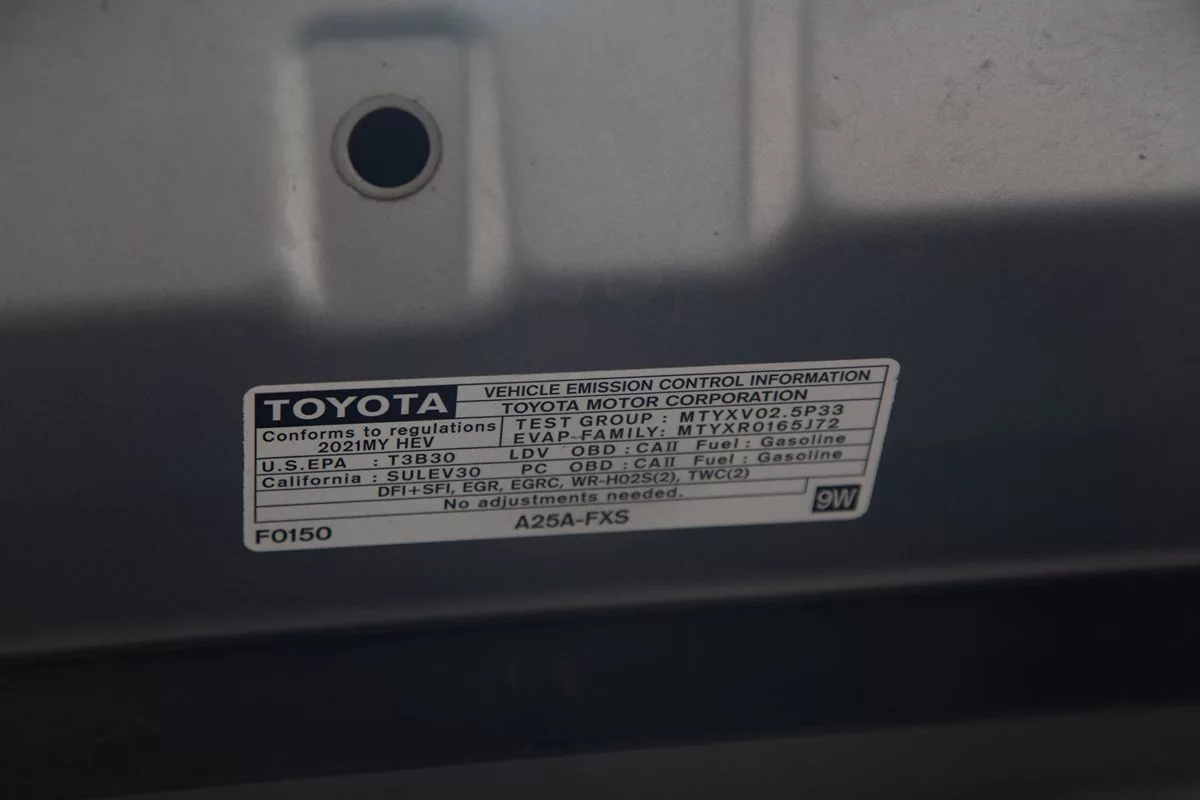 TOYOTA VEHICLE EMISSION CONTROL INFORMATION
TOYOTA MOTOR CORPORATION
Conforms to regulations
2021MY HEV
TEST GROUP : MTYXV02.5P33
EVAP-FAMILY: MTYXR0165J72
U.S.EPA : T3B30 LDV OBD : CAII Fuel : Gasoline
California : SULEV30 PC OBD : CAII Fuel : Gasoline
DFI+SFI, EGR, EGRC, WR-HO2S(2), TWC(2)
No adjustments needed.
F0150 A25A-FXS 9W